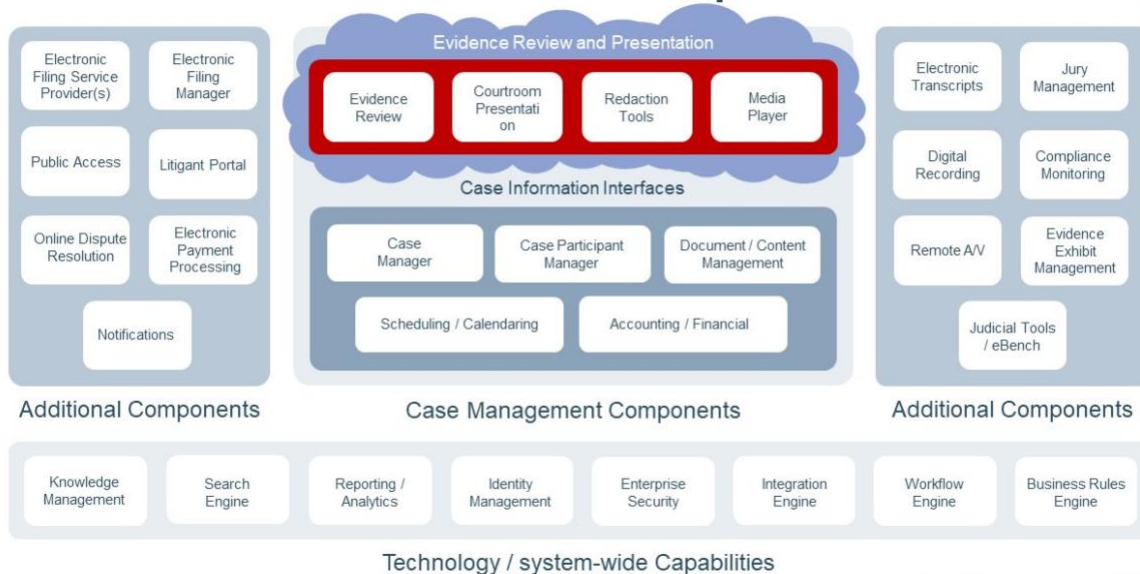 Electronic
Filing Service
Provider(s)
Electronic
Filing
Manager
Public Access
Litigant Portal
Online Dispute
Resolution
Electronic
Payment
Processing
Notifications
Additional Components
Evidence Review and Presentation
Evidence
Review
Courtroom
Presentati
on
Redaction
Tools
Media
Player
Case Information Interfaces
Case
Manager
Case Participant
Manager
Document / Content
Management
Scheduling / Calendaring
Accounting / Financial
Case Management Components
Electronic
Transcripts
Jury
Management
Digital
Recording
Compliance
Monitoring
Remote A/V
Evidence
Exhibit
Management
Judicial Tools
/ eBench
Additional Components
Knowledge
Management
Search
Engine
Reporting /
Analytics
Identity
Management
Enterprise
Security
Integration
Engine
Workflow
Engine
Business Rules
Engine
Technology / system-wide Capabilities